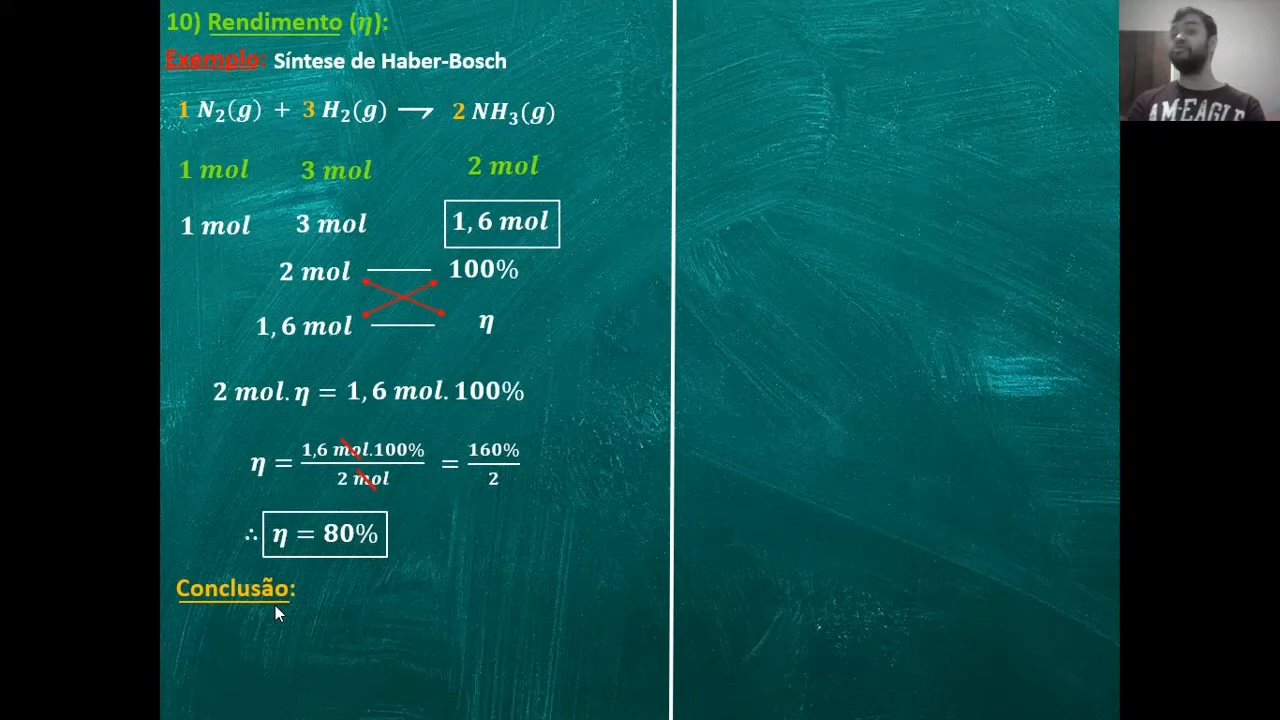 10) Rendimento (η):
Exemplo: Síntese de Haber-Bosch
1 N₂(g) + 3 H₂(g) ⇀ 2 NH₃(g)
1 mol 3 mol 2 mol
1 mol 3 mol 1,6 mol
2 mol 100%
1,6 mol η
2 mol.η = 1,6 mol.100%
η = 1,6 mol.100% / 2 mol = 160% / 2
∴ η = 80%
Conclusão:
AM-EAGLE